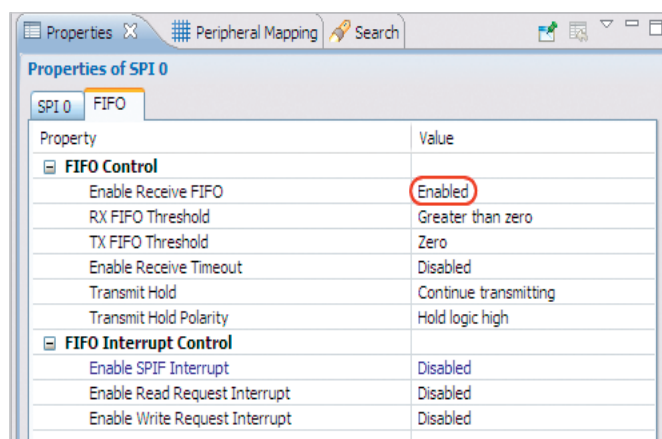 Properties Peripheral Mapping Search
Properties of SPI 0
SPI 0 FIFO
Property Value
FIFO Control
Enable Receive FIFO Enabled
RX FIFO Threshold Greater than zero
TX FIFO Threshold Zero
Enable Receive Timeout Disabled
Transmit Hold Continue transmitting
Transmit Hold Polarity Hold logic high
FIFO Interrupt Control
Enable SPIF Interrupt Disabled
Enable Read Request Interrupt Disabled
Enable Write Request Interrupt Disabled